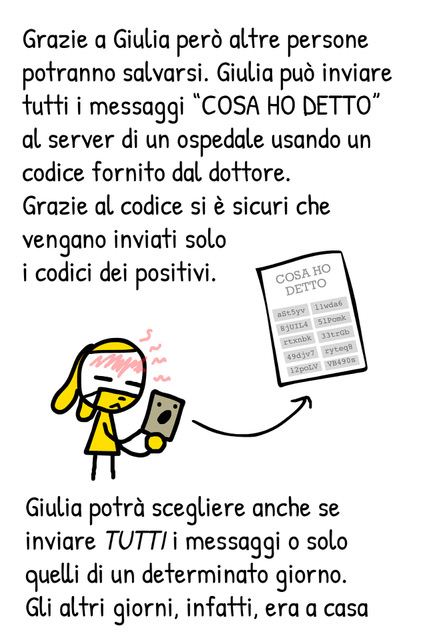 Grazie a Giulia però altre persone
potranno salvarsi. Giulia può inviare
tutti i messaggi “COSA HO DETTO”
al server di un ospedale usando un
codice fornito dal dottore.
Grazie al codice si è sicuri che
vengano inviati solo
i codici dei positivi.
COSA HO
DETTO
aSt5yv 11wda6
8jUIL4 51Pomk
rtxnbk 33trGb
49djv7 ryteq8
12poLV VB490s
Giulia potrà scegliere anche se
inviare TUTTI i messaggi o solo
quelli di un determinato giorno.
Gli altri giorni, infatti, era a casa